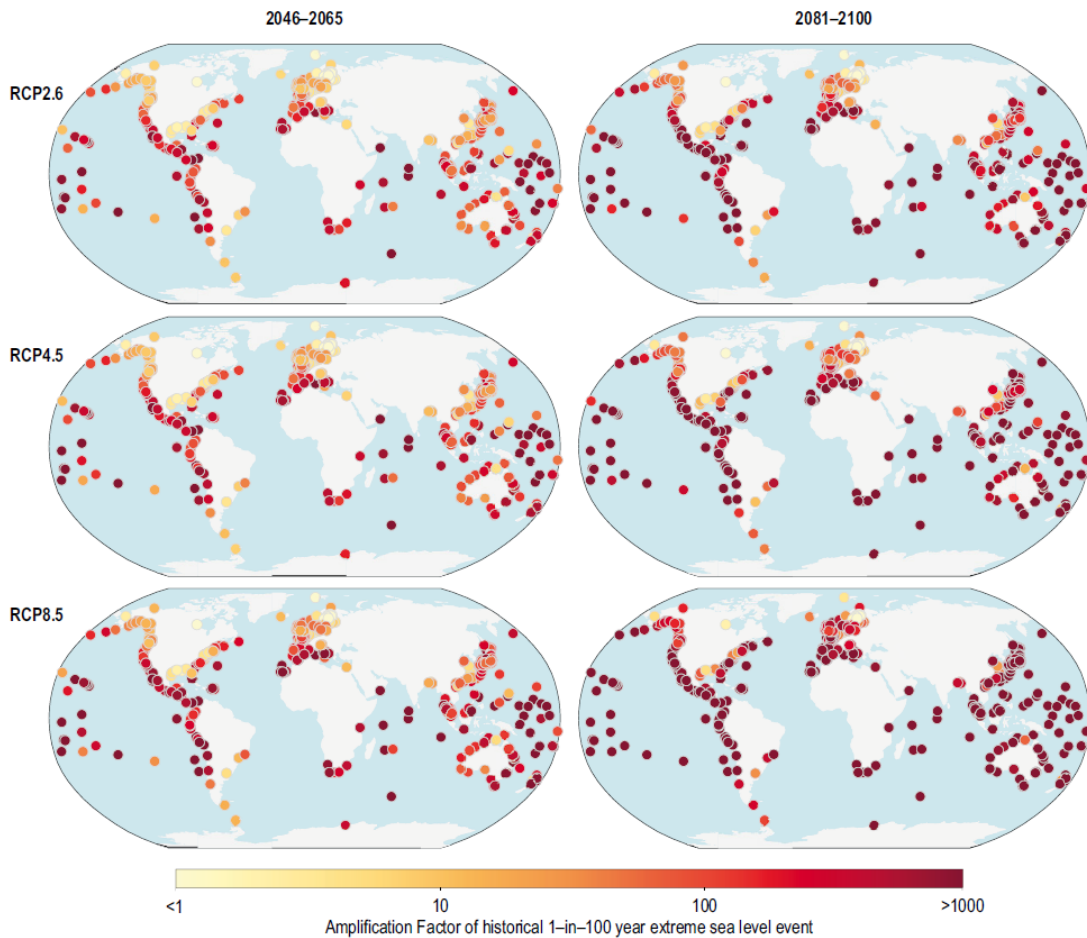 2046–2065
2081–2100
RCP2.6
RCP4.5
RCP8.5
<1
10
100
>1000
Amplification Factor of historical 1–in–100 year extreme sea level event